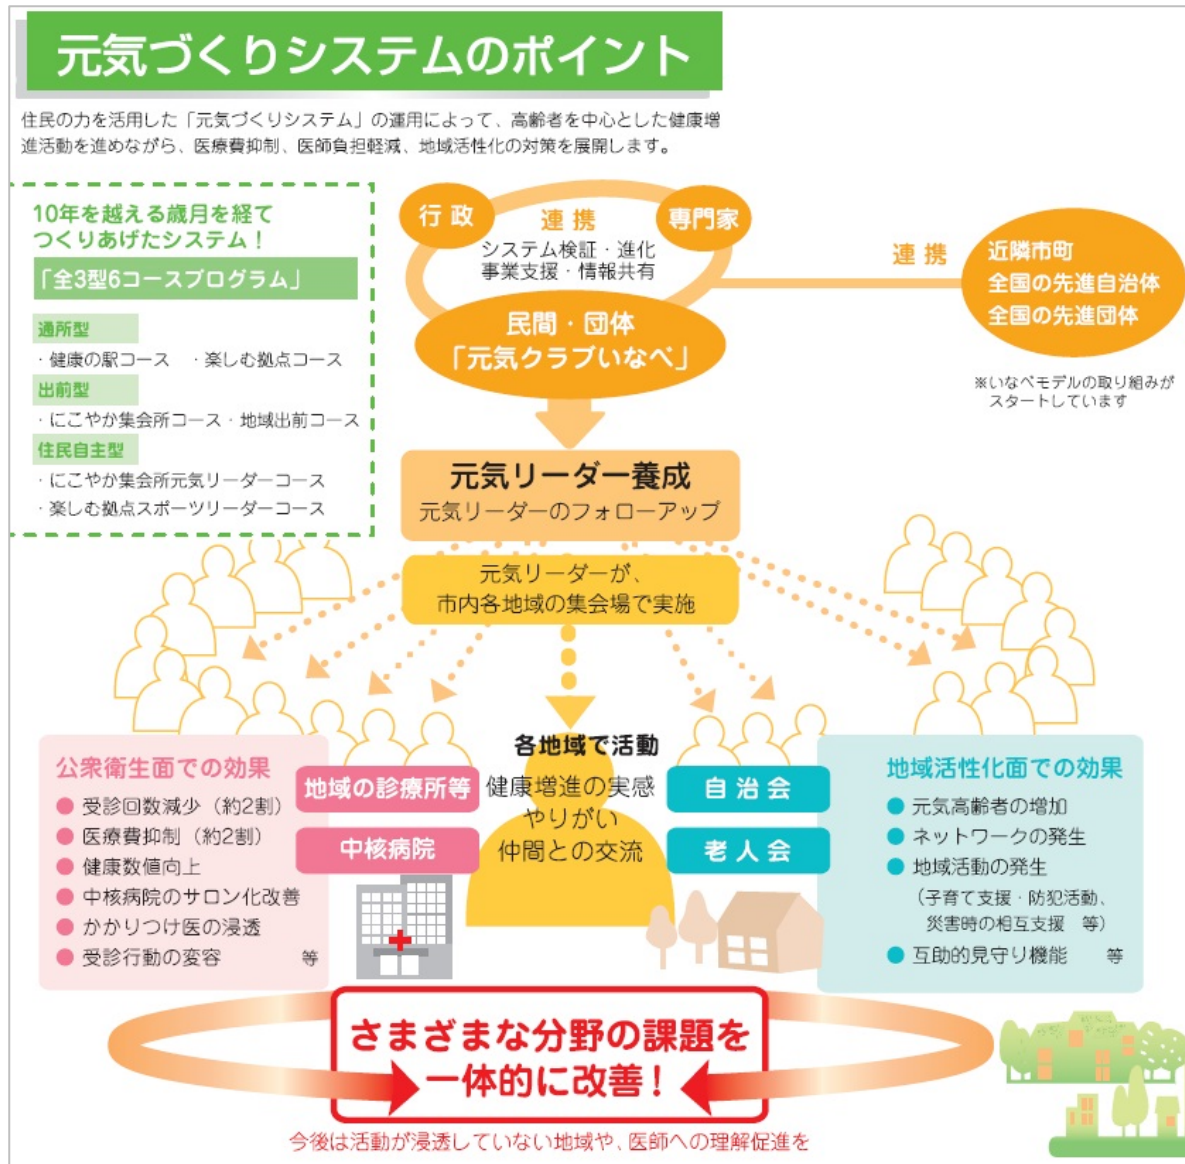 元気づくりシステムのポイント
住民の力を活用した「元気づくりシステム」の運用によって、高齢者を中心とした健康増
進活動を進めながら、医療費抑制、医師負担軽減、地域活性化の対策を展開します。
10年を越える歳月を経て
つくりあげたシステム！
「全3型6コースプログラム」
通所型
・健康の駅コース ・楽しむ拠点コース
出前型
・にこやか集会所コース・地域出前コース
住民自主型
・にこやか集会所元気リーダーコース
・楽しむ拠点スポーツリーダーコース
行政
連携
専門家
システム検証・進化
事業支援・情報共有
民間・団体
「元気クラブいなべ」
連携
近隣市町
全国の先進自治体
全国の先進団体
※いなべモデルの取り組みが
スタートしています
元気リーダー養成
元気リーダーのフォローアップ
元気リーダーが、
市内各地域の集会場で実施
各地域で活動
健康増進の実感
やりがい
仲間との交流
公衆衛生面での効果
● 受診回数減少（約2割）
● 医療費抑制（約2割）
● 健康数値向上
● 中核病院のサロン化改善
● かかりつけ医の浸透
● 受診行動の変容 等
地域の診療所等
中核病院
自治会
老人会
地域活性化面での効果
● 元気高齢者の増加
● ネットワークの発生
● 地域活動の発生
（子育て支援・防犯活動、
災害時の相互支援 等）
● 互助的見守り機能 等
さまざまな分野の課題を
一体的に改善！
今後は活動が浸透していない地域や、医師への理解促進を